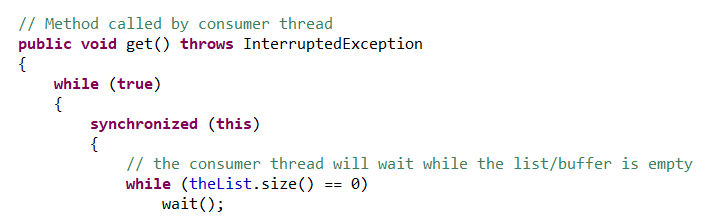 // Method called by consumer thread
public void get() throws InterruptedException
{
    while (true)
    {
        synchronized (this)
        {
            // the consumer thread will wait while the list/buffer is empty
            while (theList.size() == 0)
                wait();